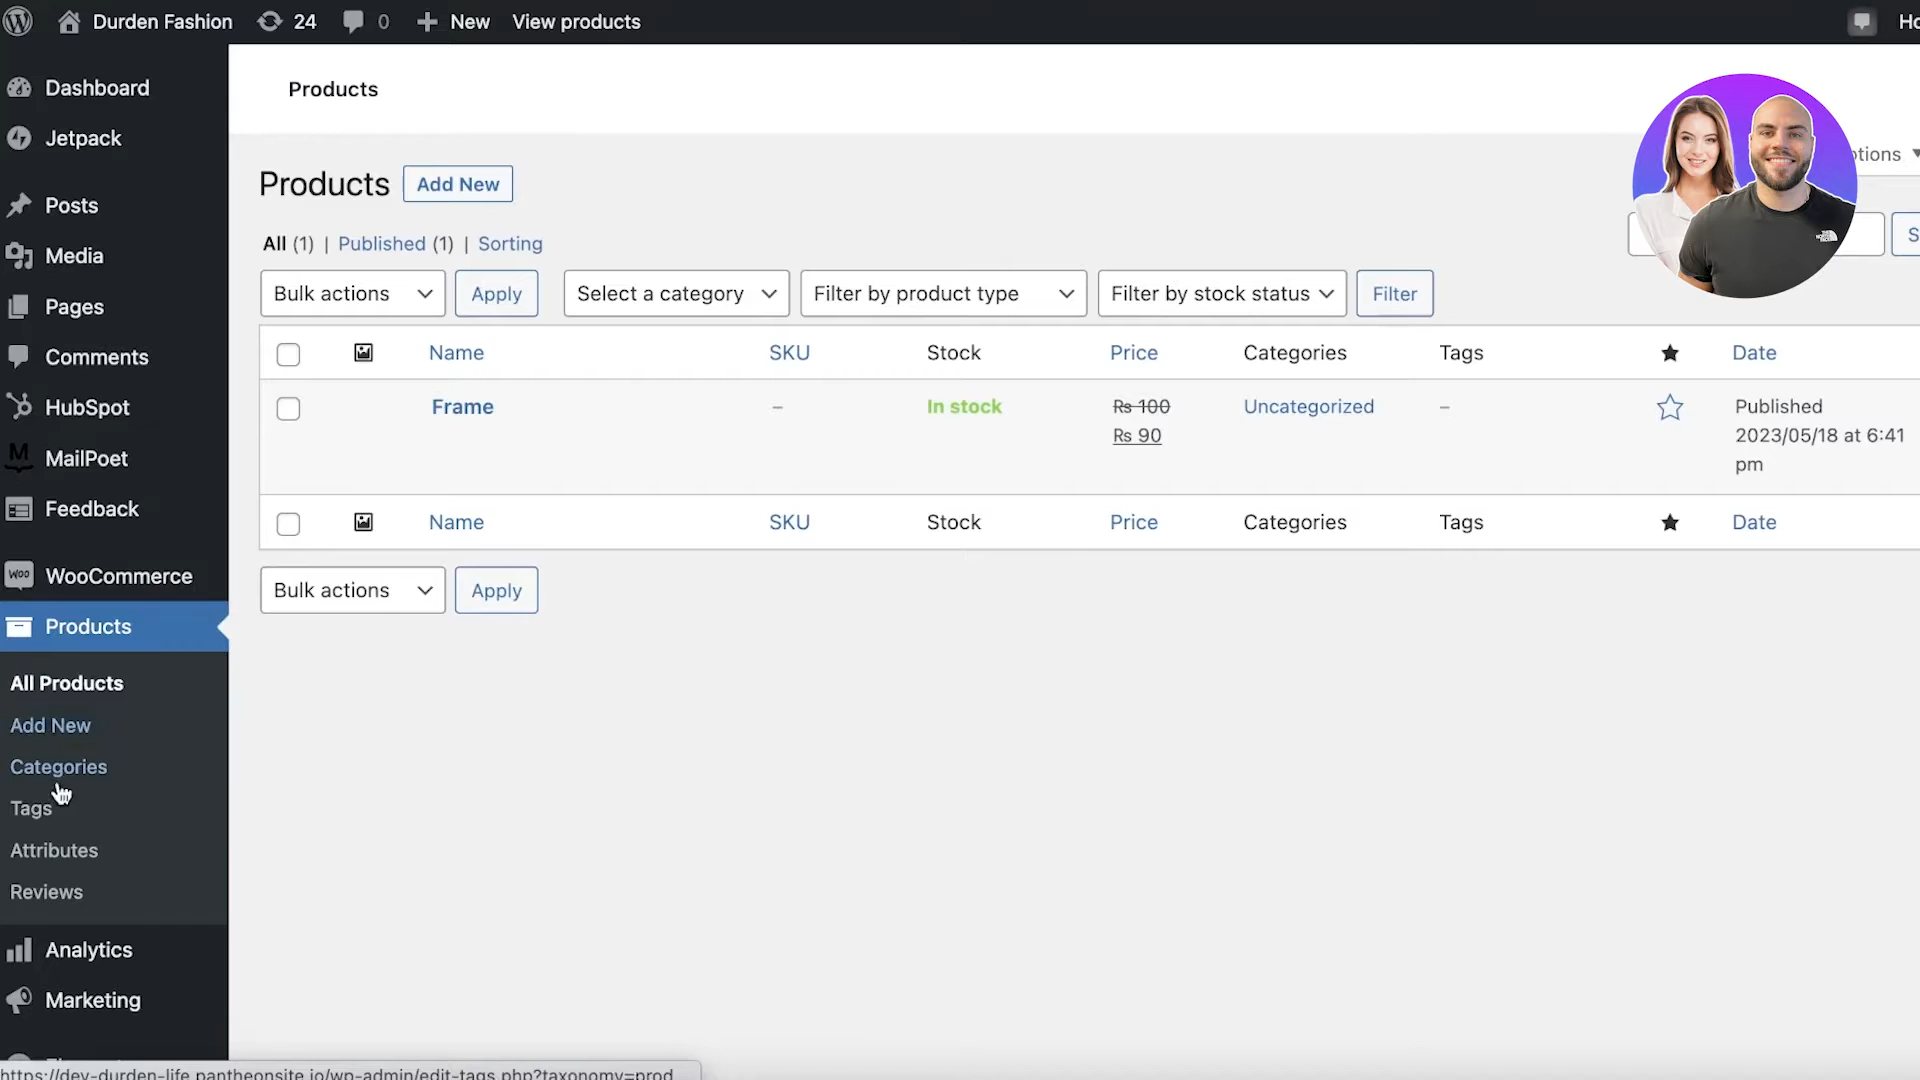 Durden Fashion 24 0 New View products
Dashboard
Jetpack
Posts
Media
Pages
Comments
HubSpot
MailPoet
Feedback
WooCommerce
Products
All Products
Add New
Categories
Tags
Attributes
Reviews
Analytics
Marketing
Products
Products Add New
All (1) | Published (1) | Sorting
Bulk actions Apply Select a category Filter by product type Filter by stock status Filter
Name SKU Stock Price Categories Tags Date
Frame – In stock ₨ 100 Uncategorized – Published
₨ 90 2023/05/18 at 6:41
pm
Name SKU Stock Price Categories Tags Date
Bulk actions Apply
https://dev-durden-life.pantheonsite.io/wp-admin/edit-tags.php?taxonomy=prod